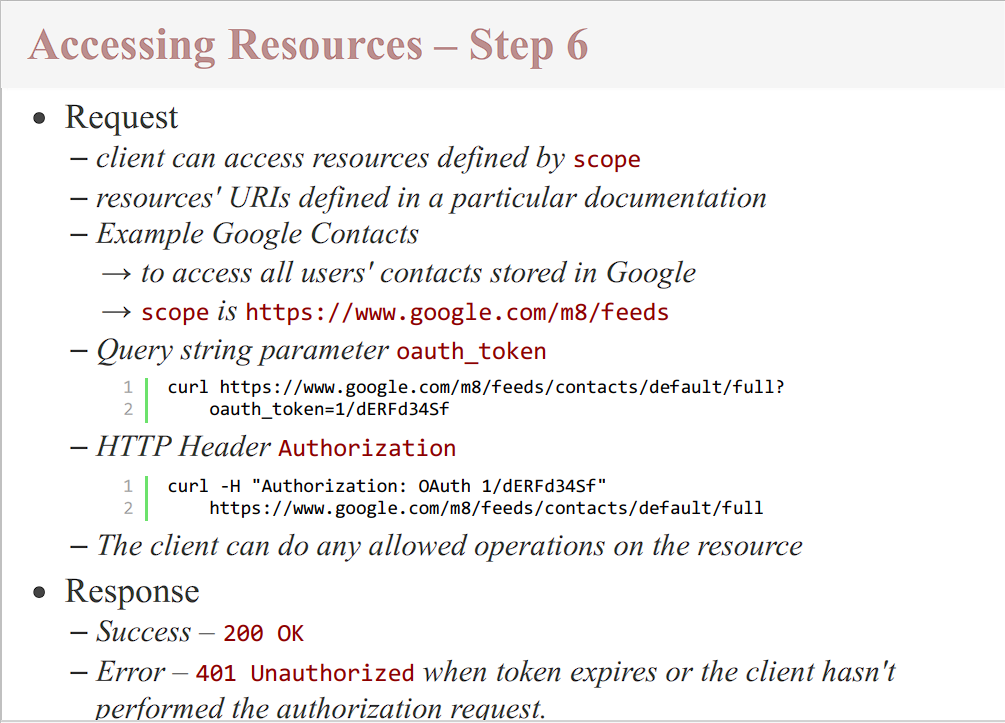 Accessing Resources – Step 6
• Request
– client can access resources defined by scope
– resources' URIs defined in a particular documentation
– Example Google Contacts
→ to access all users' contacts stored in Google
→ scope is https://www.google.com/m8/feeds
– Query string parameter oauth_token
1 curl https://www.google.com/m8/feeds/contacts/default/full?
2 oauth_token=1/dERFd34Sf
– HTTP Header Authorization
1 curl -H "Authorization: OAuth 1/dERFd34Sf"
2 https://www.google.com/m8/feeds/contacts/default/full
– The client can do any allowed operations on the resource
• Response
– Success – 200 OK
– Error – 401 Unauthorized when token expires or the client hasn't
performed the authorization request.